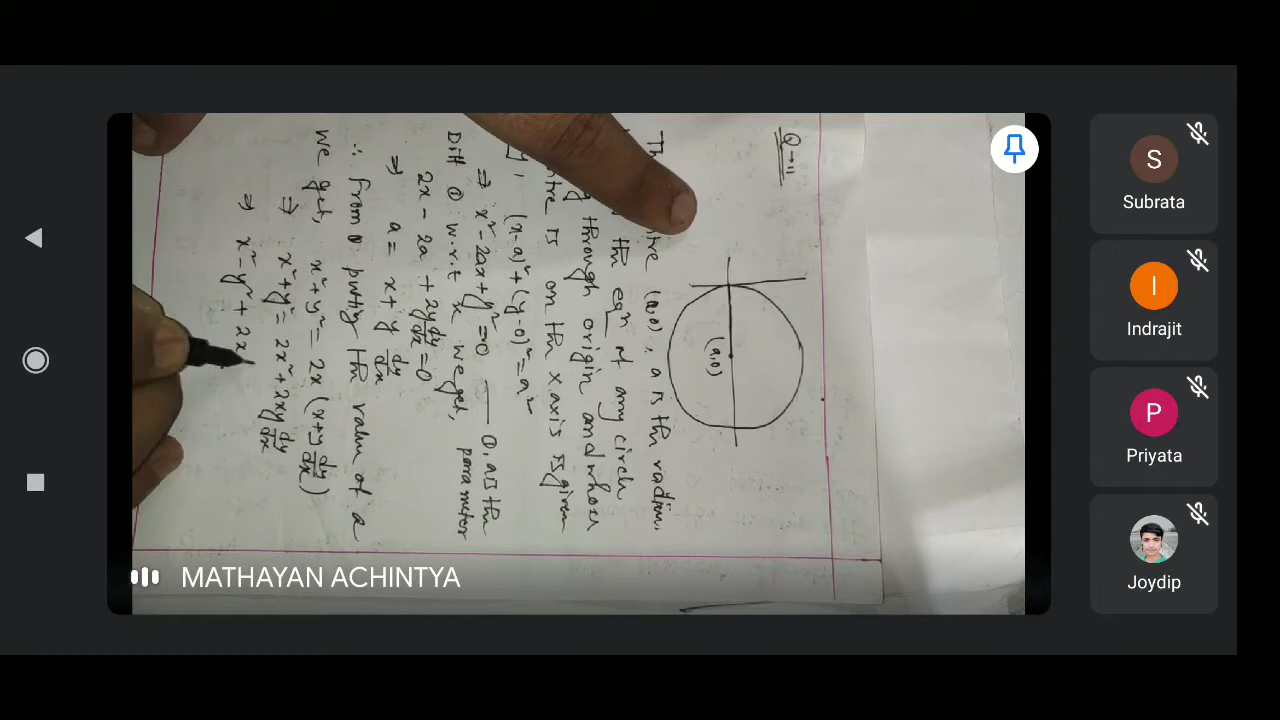 Q→11
(a,0)
centre (a,0), a is the radius.
the eqn of any circle
through origin and whose
centre is on the x axis is given
by, (x-a)²+(y-0)²=a²
⇒ x²-2ax+y²=0 — ①, a is the parameter
Diff ① w.r.t x we get,
2x-2a+2y dy/dx=0
⇒ a = x+y dy/dx
∴ From ① putting the value of a
we get, x²+y²= 2x(x+y dy/dx)
⇒ x²+y²= 2x²+2xy dy/dx
⇒ x²-y²+2x
MATHAYAN ACHINTYA
S
Subrata
I
Indrajit
P
Priyata
Joydip